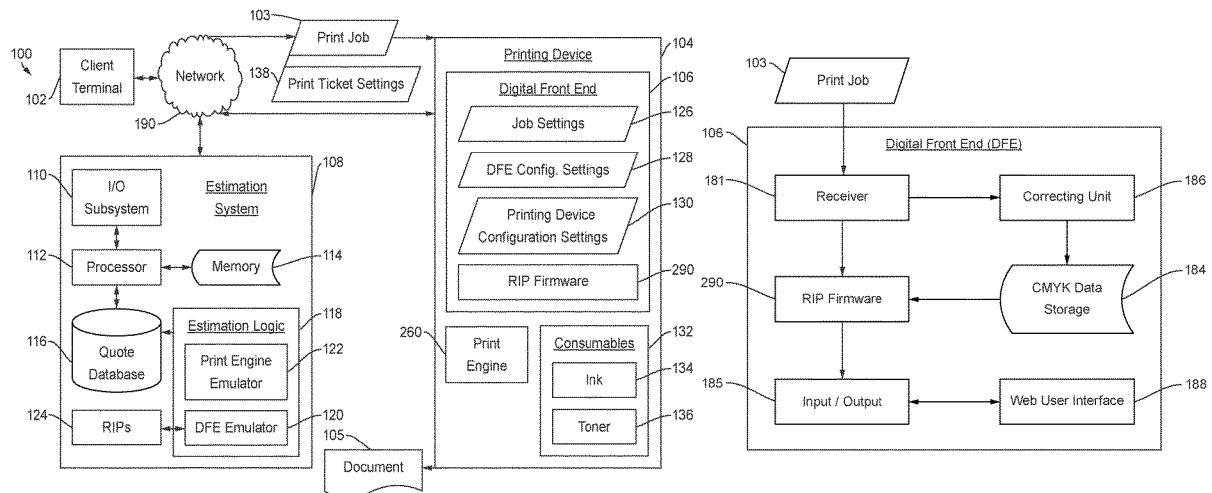 100
Client
Terminal
102
Network
190
103
Print Job
138
Print Ticket Settings
Printing Device
104
Digital Front End
106
Job Settings
126
DFE Config. Settings
128
Printing Device
Configuration Settings
130
RIP Firmware
290
260
Print
Engine
Consumables
132
Ink
134
Toner
136
105
Document
Estimation
System
108
110
I/O
Subsystem
112
Processor
Memory
114
116
Quote
Database
Estimation Logic
118
Print Engine
Emulator
122
124
RIPs
DFE Emulator
120
103
Print Job
106
Digital Front End (DFE)
181
Receiver
Correcting Unit
186
290
RIP Firmware
CMYK Data
Storage
184
185
Input / Output
Web User Interface
188